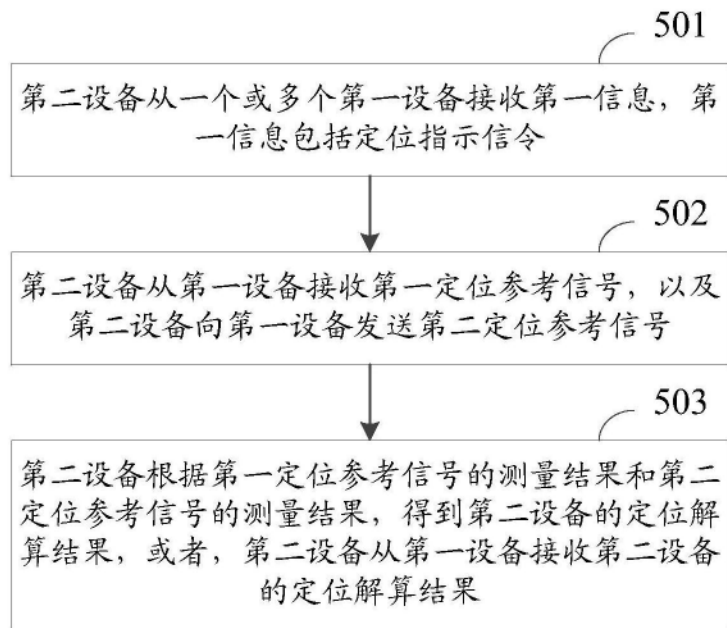 501
第二设备从一个或多个第一设备接收第一信息，第
一信息包括定位指示信令
502
第二设备从第一设备接收第一定位参考信号，以及
第二设备向第一设备发送第二定位参考信号
503
第二设备根据第一定位参考信号的测量结果和第二
定位参考信号的测量结果，得到第二设备的定位解
算结果，或者，第二设备从第一设备接收第二设备
的定位解算结果